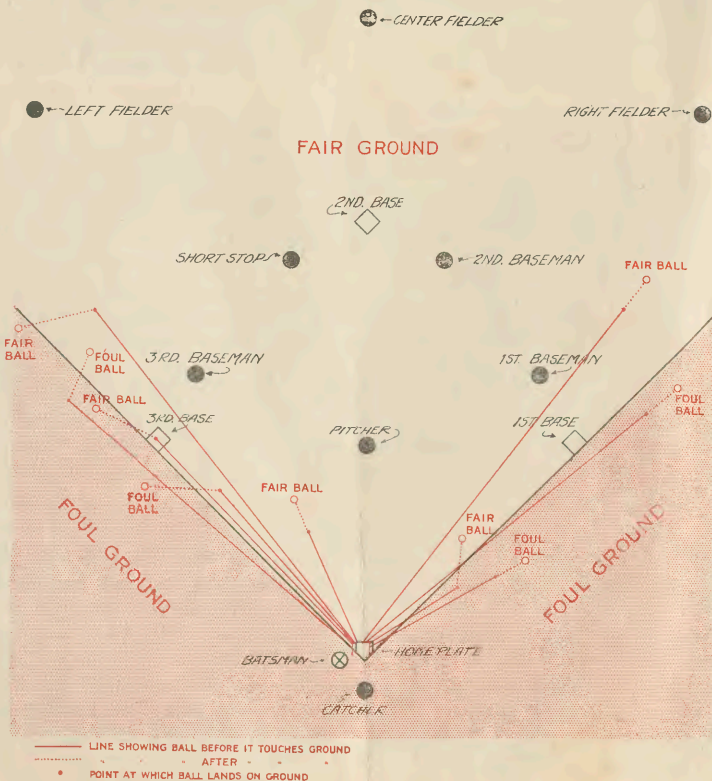 CENTER FIELDER
LEFT FIELDER
RIGHT FIELDER
FAIR GROUND
2ND. BASE
SHORT STOP
2ND. BASEMAN
FAIR BALL
FAIR
BALL
FOUL
BALL
3RD. BASEMAN
1ST. BASEMAN
FAIR BALL
3RD. BASE
PITCHER
1ST BASE
FOUL
BALL
FOUL
BALL
FAIR BALL
FAIR
BALL
FOUL
BALL
FOUL GROUND
FOUL GROUND
BATSMAN
HOME PLATE
CATCHER
LINE SHOWING BALL BEFORE IT TOUCHES GROUND
" " " AFTER " "
POINT AT WHICH BALL LANDS ON GROUND